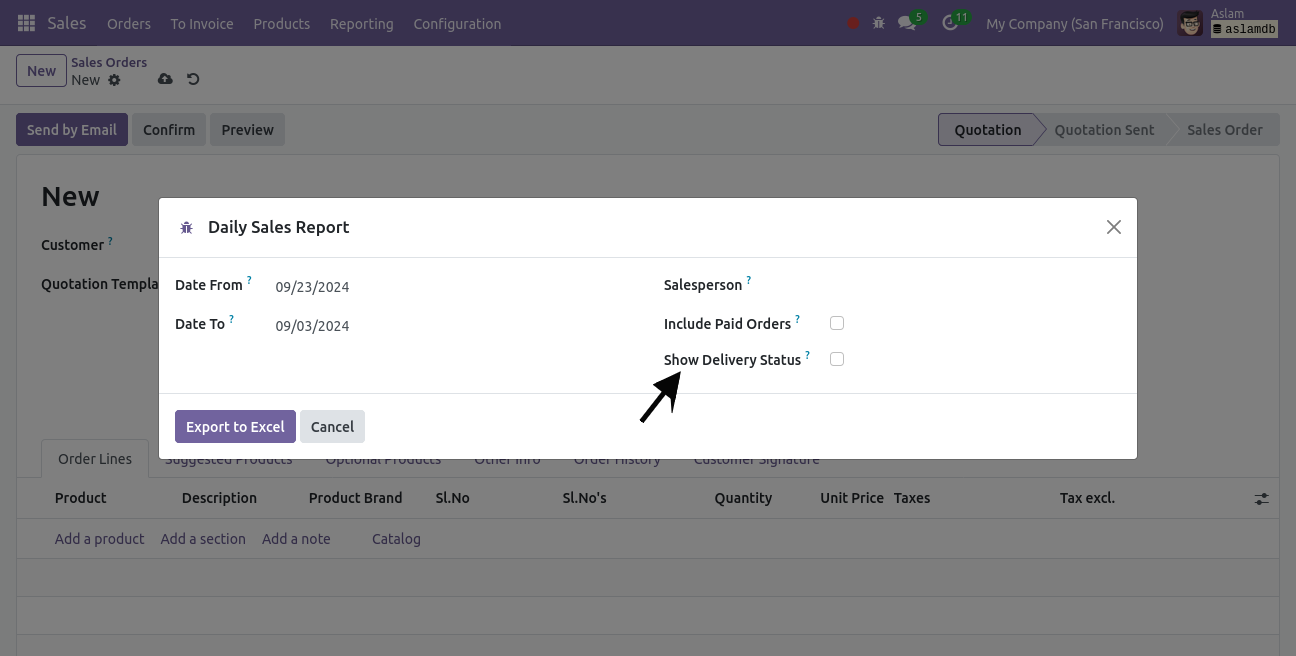 Sales Orders To Invoice Products Reporting Configuration 5 11 My Company (San Francisco) Aslam
aslamdb
New Sales Orders
New
Send by Email Confirm Preview Quotation Quotation Sent Sales Order
New
Customer ?
Quotation Templa
Daily Sales Report
Date From ? 09/23/2024 Salesperson ?
Date To ? 09/03/2024 Include Paid Orders ?
Show Delivery Status ?
Export to Excel Cancel
Order Lines Suggested Products Optional Products Other Info Order History Customer Signature
Product Description Product Brand Sl.No Sl.No's Quantity Unit Price Taxes Tax excl.
Add a product Add a section Add a note Catalog